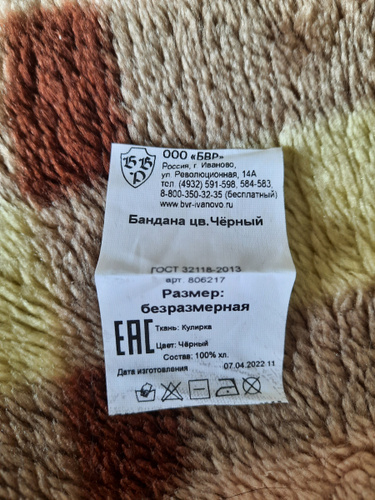 ООО «БВР»
Россия, г. Иваново,
ул. Революционная, 14А
тел. (4932) 591-598, 584-583,
8-800-350-32-35 (бесплатный)
www.bvr-ivanovo.ru
БВР
Бандана цв.Чёрный
ГОСТ 32118-2013
арт. 806217
Размер:
безразмерная
ЕАС
Ткань: Кулирка
Цвет: Чёрный
Состав: 100% хл.
Дата изготовления 07.04.2022 11